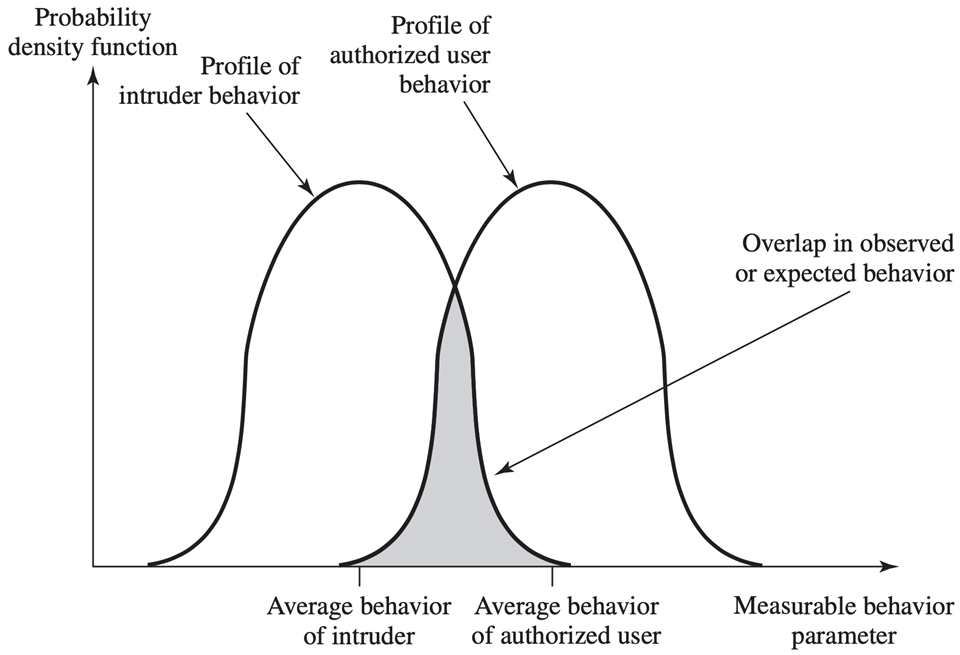 Probability
density function
Profile of
intruder behavior
Profile of
authorized user
behavior
Overlap in observed
or expected behavior
Average behavior
of intruder
Average behavior
of authorized user
Measurable behavior
parameter